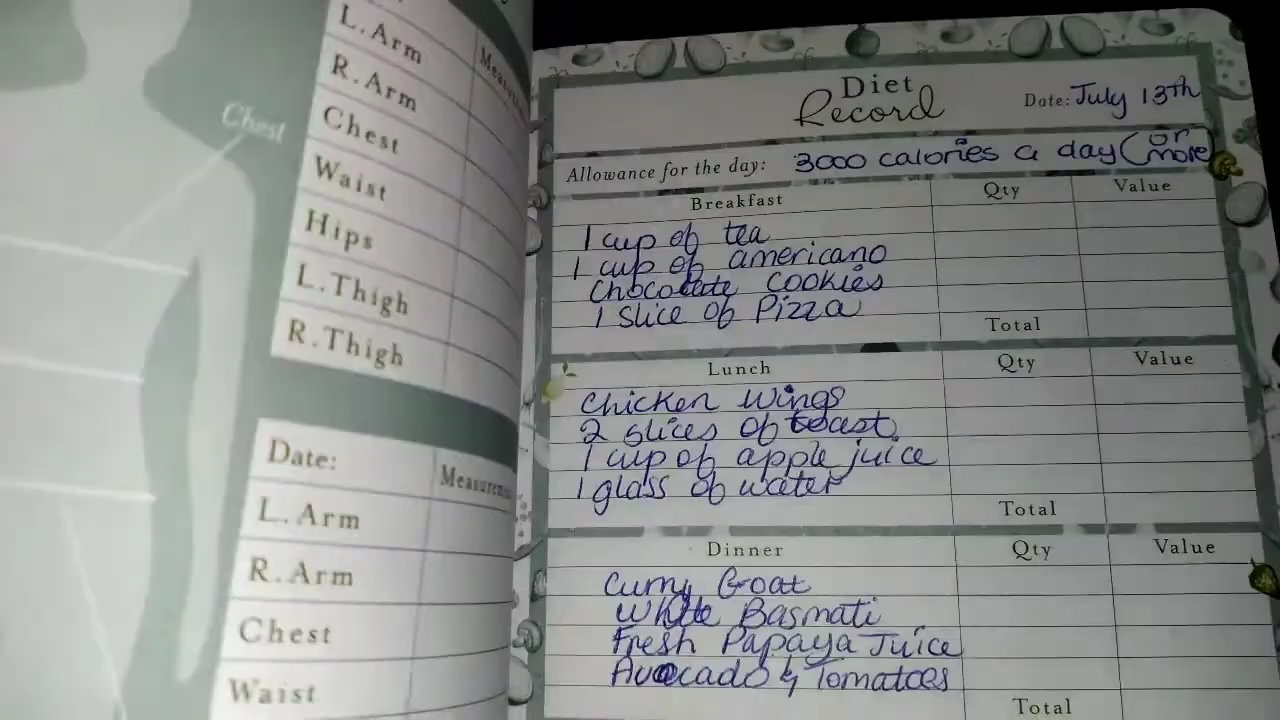 L.Arm
Measurem
R.Arm
Chest
Waist
Hips
L.Thigh
R.Thigh
Chest
Date:
Measurem
L.Arm
R.Arm
Chest
Waist
Diet
Record
Date: July 13th
Allowance for the day: 3000 calories a day (or more)
Breakfast Qty Value
1 cup of tea
1 cup of americano
Chocolate Cookies
1 slice of Pizza
Total
Lunch Qty Value
Chicken Wings
2 slices of toast
1 cup of apple juice
1 glass of water
Total
Dinner Qty Value
Curry Goat
White Basmati
Fresh Papaya Juice
Avocado & Tomatoes
Total